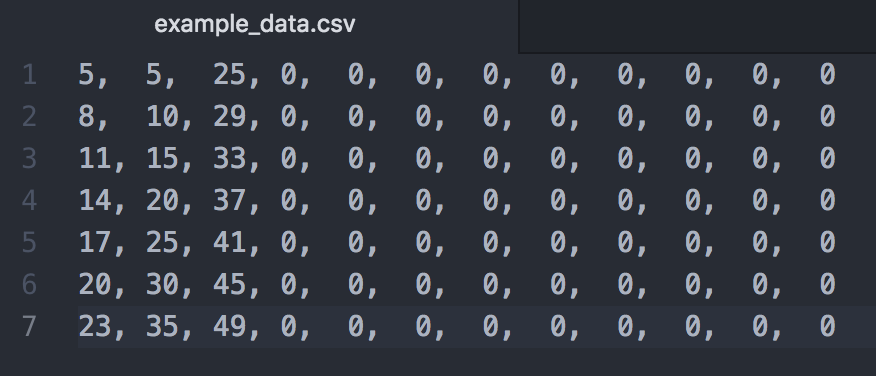 example_data.csv
1 5, 5, 25, 0, 0, 0, 0, 0, 0, 0, 0, 0
2 8, 10, 29, 0, 0, 0, 0, 0, 0, 0, 0, 0
3 11, 15, 33, 0, 0, 0, 0, 0, 0, 0, 0, 0
4 14, 20, 37, 0, 0, 0, 0, 0, 0, 0, 0, 0
5 17, 25, 41, 0, 0, 0, 0, 0, 0, 0, 0, 0
6 20, 30, 45, 0, 0, 0, 0, 0, 0, 0, 0, 0
7 23, 35, 49, 0, 0, 0, 0, 0, 0, 0, 0, 0